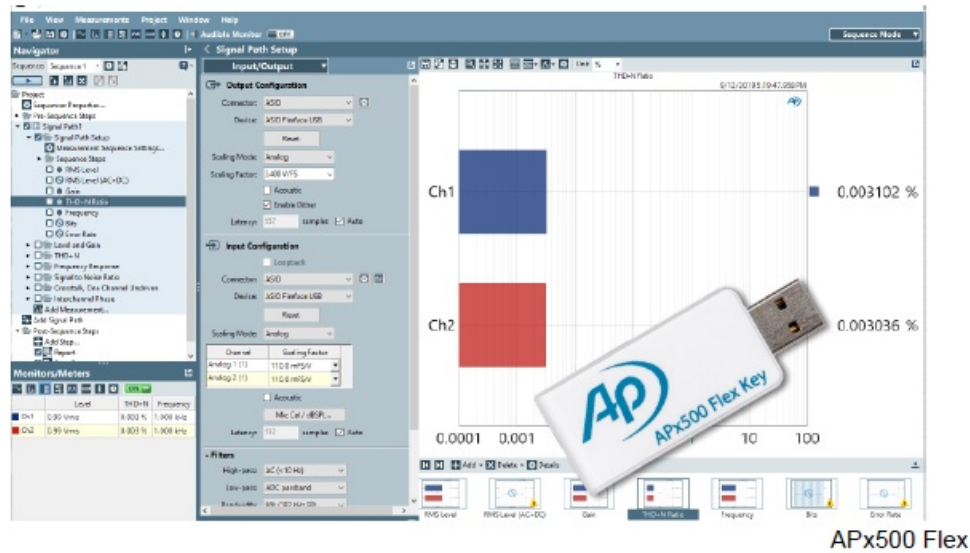 File View Measurements Project Window Help
Audible Monitor OFF
Sequence Mode
Navigator
Signal Path Setup
Sequence: Sequence 1
Input/Output
Unit: %
THD+N Ratio
Project
Sequence Properties...
Pre-Sequence Steps
Signal Path1
Signal Path Setup
Measurement Sequence Settings...
Sequence Steps
RMS Level
RMS Level (AC+DC)
Gain
THD+N Ratio
Frequency
Bits
Error Rate
Level and Gain
THD+N
Frequency Response
Signal to Noise Ratio
Crosstalk, One Channel Undriven
Interchannel Phase
Add Measurement...
Add Signal Path
Post-Sequence Steps
Add Step...
Report
Output Configuration
Connector: ASIO
Device: ASIO Fireface USB
Reset
Scaling Mode: Analog
Scaling Factor:
Acoustic
Enable Dither
Latency: samples Auto
Input Configuration
Loopback
Connector: ASIO
Device: ASIO Fireface USB
Reset
Scaling Mode: Analog
Channel Scaling Factor
Analog 1 (1)
Analog 2 (1)
Acoustic
Mic Cal / dBSPL...
Latency: samples Auto
Filters
High-pass: AC (<10 Hz)
Low-pass: ADC passband
Ch1
0.003102 %
Ch2
0.003036 %
0.0001 0.001 10 100
AP
APx500 Flex Key
Monitors/Meters
ON
Level THD+N Frequency
Ch1 0.99 Vrms 0.003 % 1.000 kHz
Ch2 0.99 Vrms 0.003 % 1.000 kHz
Add Delete Details
RMS Level RMS Level (AC+DC) Gain THD+N Ratio Frequency Bits Error Rate
APx500 Flex